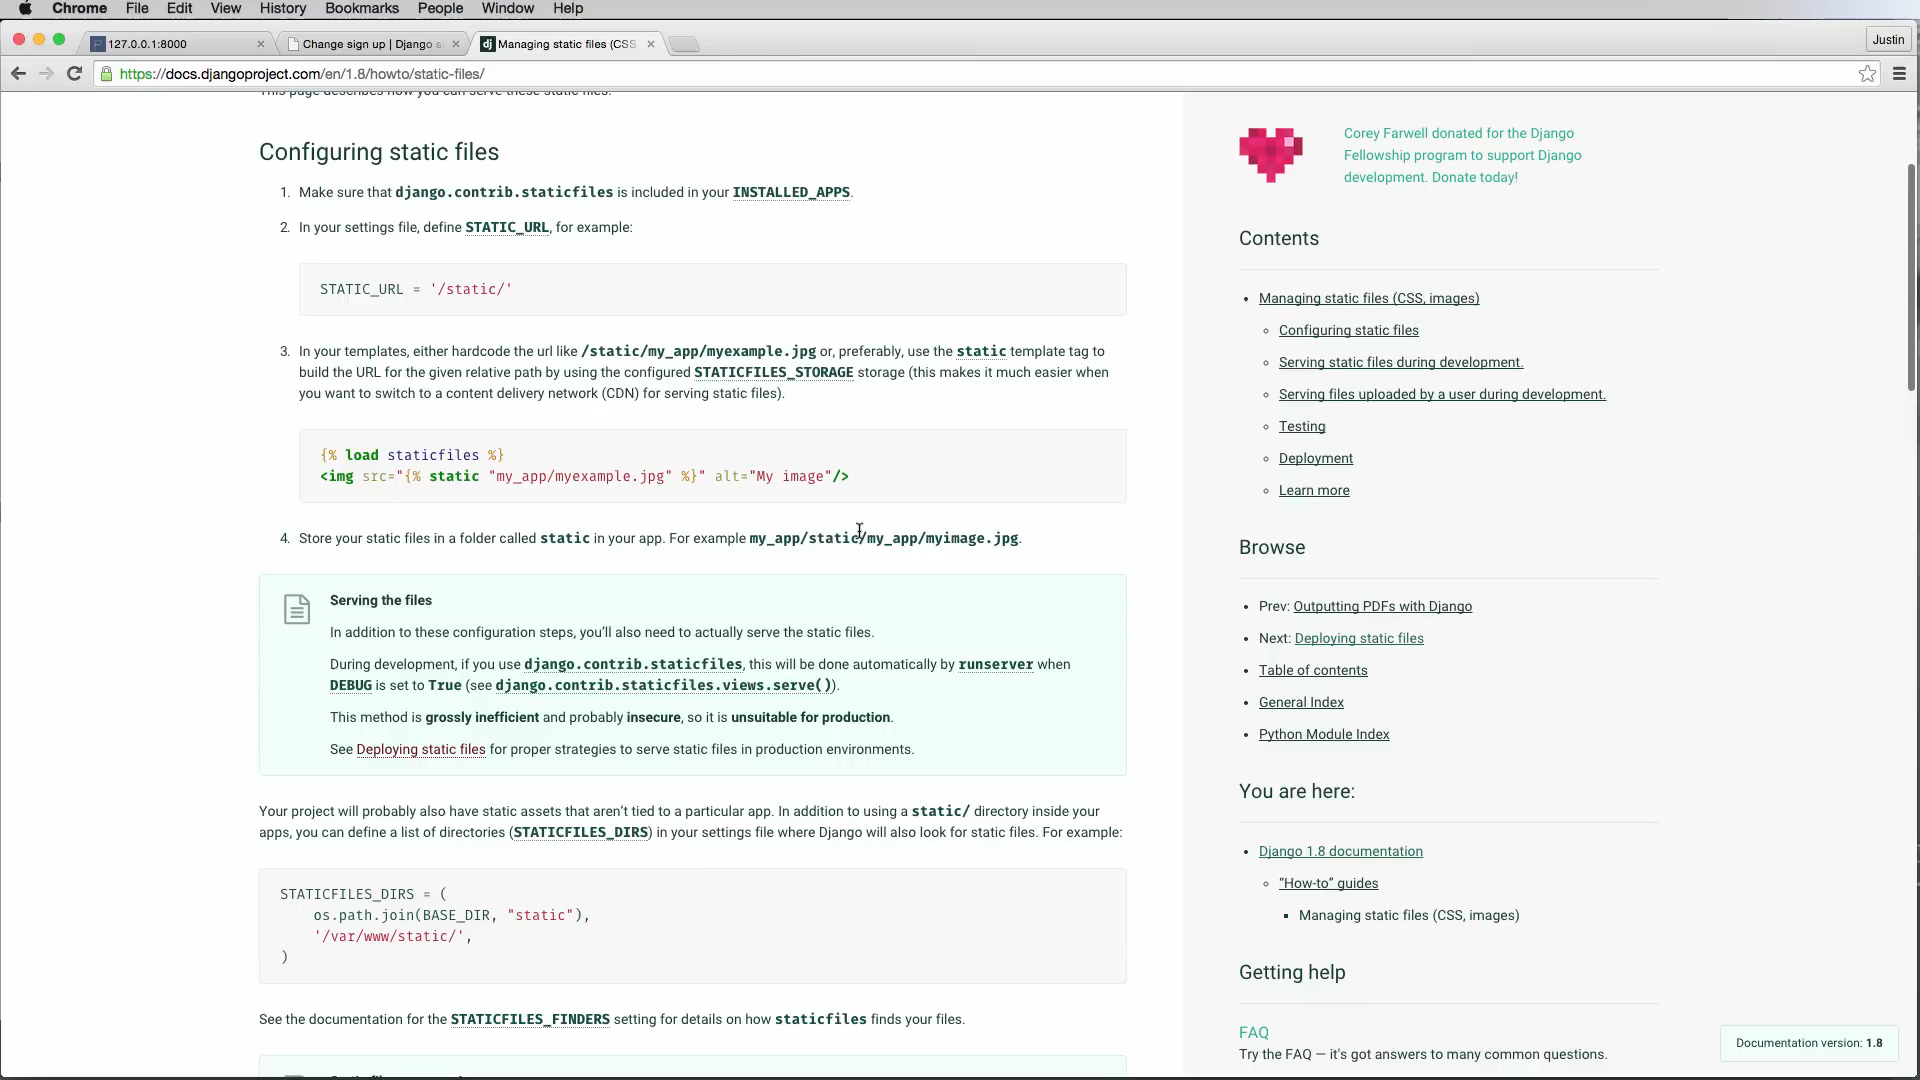 Chrome File Edit View History Bookmarks People Window Help
127.0.0.1:8000
Change sign up | Django s
dj Managing static files (CSS
Justin
https://docs.djangoproject.com/en/1.8/howto/static-files/
This page describes how you can serve these static files.
Configuring static files
1. Make sure that django.contrib.staticfiles is included in your INSTALLED_APPS.
2. In your settings file, define STATIC_URL, for example:
STATIC_URL = '/static/'
3. In your templates, either hardcode the url like /static/my_app/myexample.jpg or, preferably, use the static template tag to
build the URL for the given relative path by using the configured STATICFILES_STORAGE storage (this makes it much easier when
you want to switch to a content delivery network (CDN) for serving static files).
{% load staticfiles %}
<img src="{% static "my_app/myexample.jpg" %}" alt="My image"/>
4. Store your static files in a folder called static in your app. For example my_app/static/my_app/myimage.jpg.
Serving the files
In addition to these configuration steps, you'll also need to actually serve the static files.
During development, if you use django.contrib.staticfiles, this will be done automatically by runserver when
DEBUG is set to True (see django.contrib.staticfiles.views.serve()).
This method is grossly inefficient and probably insecure, so it is unsuitable for production.
See Deploying static files for proper strategies to serve static files in production environments.
Your project will probably also have static assets that aren't tied to a particular app. In addition to using a static/ directory inside your
apps, you can define a list of directories (STATICFILES_DIRS) in your settings file where Django will also look for static files. For example:
STATICFILES_DIRS = (
os.path.join(BASE_DIR, "static"),
'/var/www/static/',
)
See the documentation for the STATICFILES_FINDERS setting for details on how staticfiles finds your files.
Corey Farwell donated for the Django
Fellowship program to support Django
development. Donate today!
Contents
Managing static files (CSS, images)
Configuring static files
Serving static files during development.
Serving files uploaded by a user during development.
Testing
Deployment
Learn more
Browse
Prev: Outputting PDFs with Django
Next: Deploying static files
Table of contents
General Index
Python Module Index
You are here:
Django 1.8 documentation
“How-to” guides
Managing static files (CSS, images)
Getting help
FAQ
Try the FAQ — it's got answers to many common questions.
Documentation version: 1.8